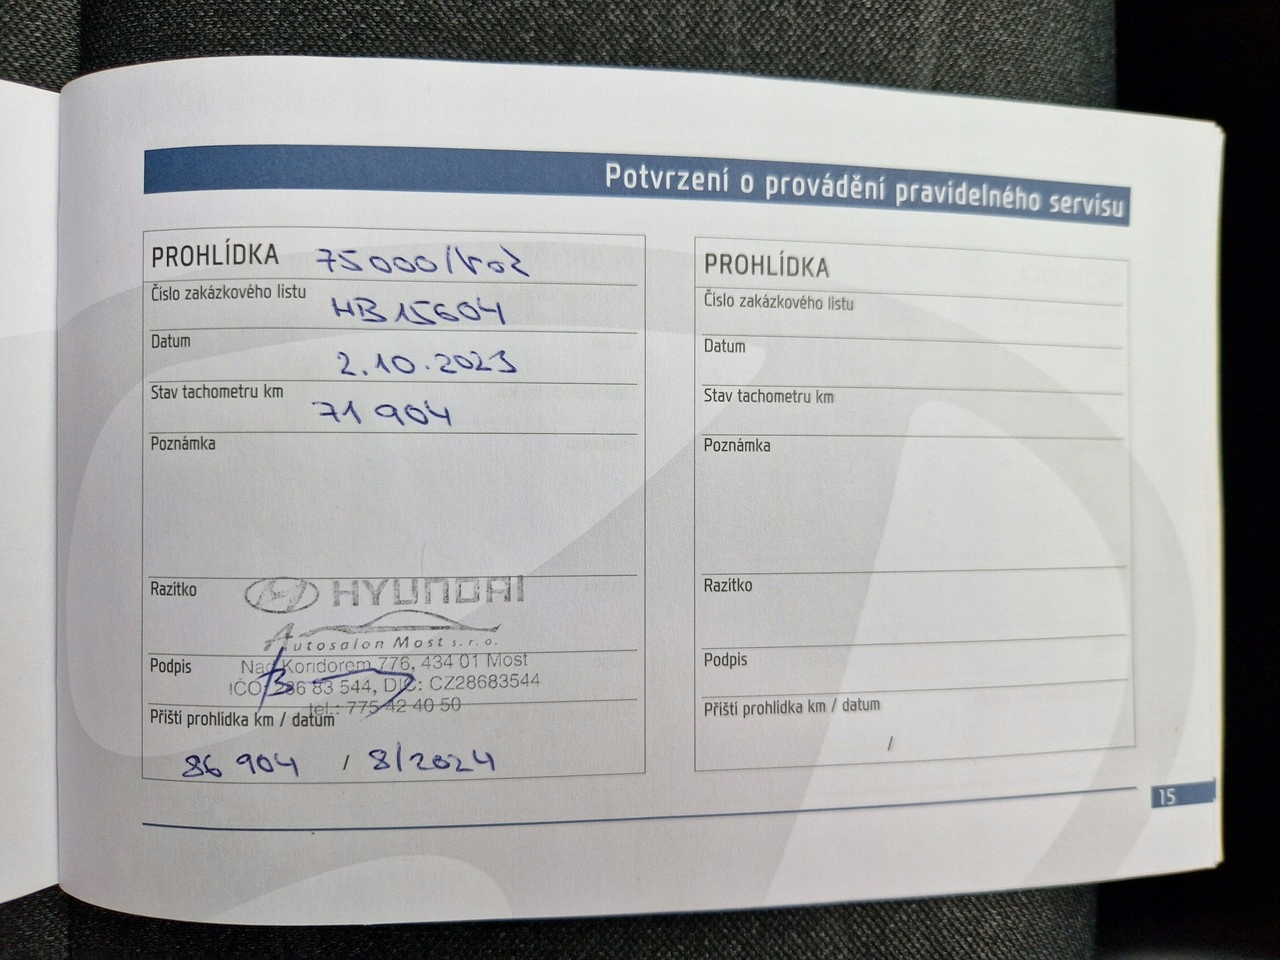 Potvrzení o provádění pravidelného servisu
PROHLÍDKA 75000/1rok
Číslo zakázkového listu HB15604
Datum 2.10.2023
Stav tachometru km 71 904
Poznámka
Razítko
HYUNDAI
Autosalon Most s.r.o.
Nad Koridorem 776, 434 01 Most
IČO: 286 83 544, DIČ: CZ28683544
tel.: 775 42 40 50
Podpis
Příští prohlídka km / datum
86 904 / 8/2024
PROHLÍDKA
Číslo zakázkového listu
Datum
Stav tachometru km
Poznámka
Razítko
Podpis
Příští prohlídka km / datum
/
15